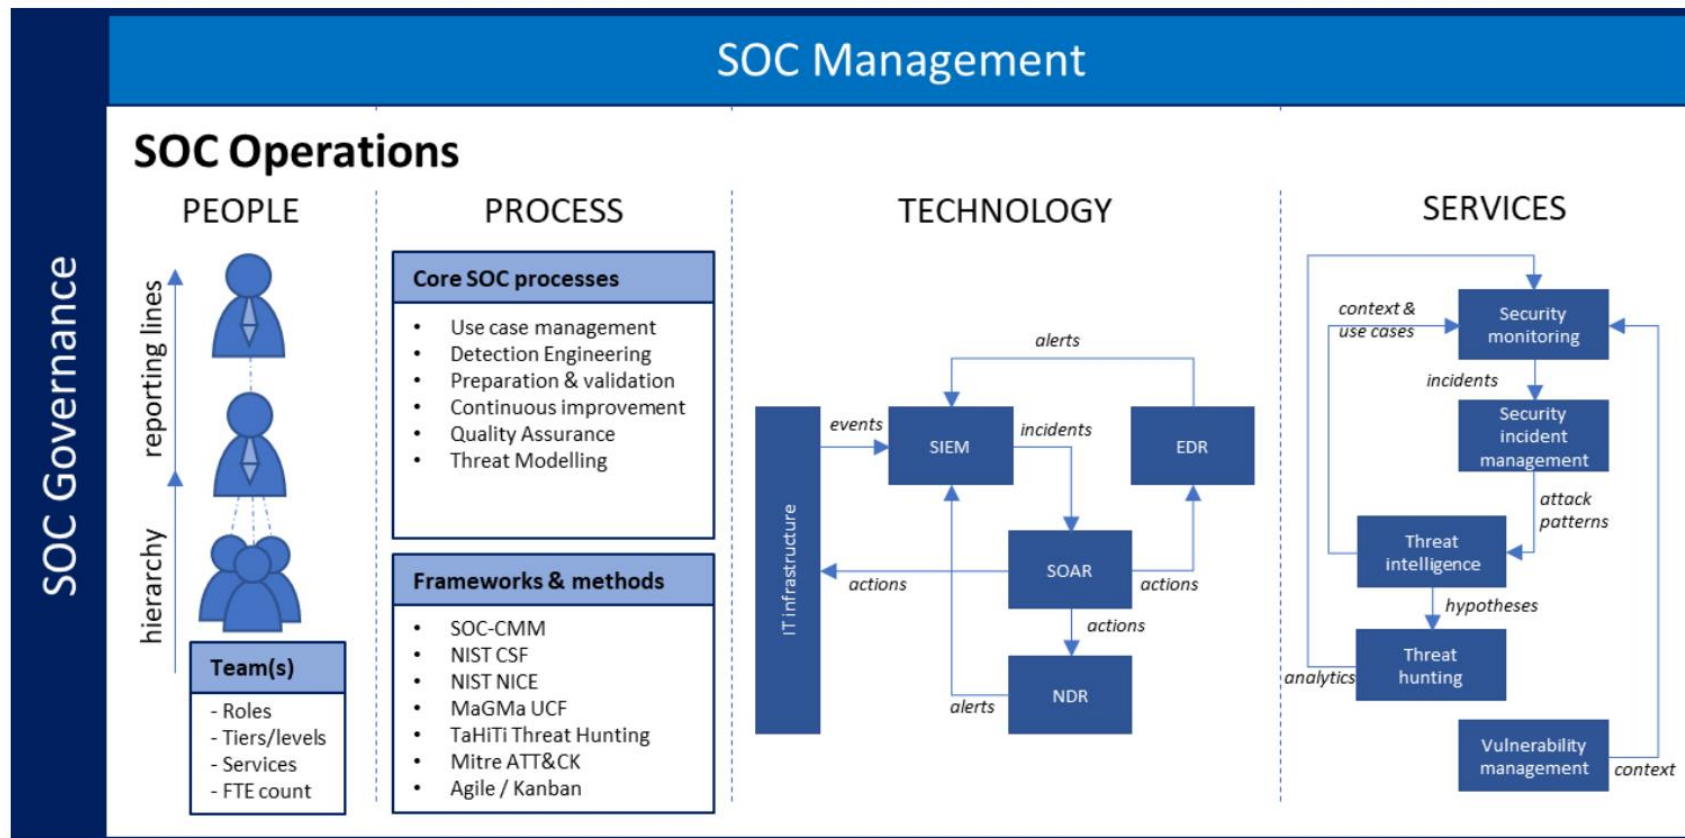 SOC Management
SOC Governance
SOC Operations
PEOPLE
reporting lines
hierarchy
Team(s)
- Roles
- Tiers/levels
- Services
- FTE count
PROCESS
Core SOC processes
• Use case management
• Detection Engineering
• Preparation & validation
• Continuous improvement
• Quality Assurance
• Threat Modelling
Frameworks & methods
• SOC-CMM
• NIST CSF
• NIST NICE
• MaGMa UCF
• TaHiTi Threat Hunting
• Mitre ATT&CK
• Agile / Kanban
TECHNOLOGY
alerts
events
SIEM
incidents
EDR
IT infrastructure
actions
SOAR
actions
actions
alerts
NDR
SERVICES
context &
use cases
Security
monitoring
incidents
Security
incident
management
attack
patterns
Threat
intelligence
hypotheses
analytics
Threat
hunting
Vulnerability
management
context